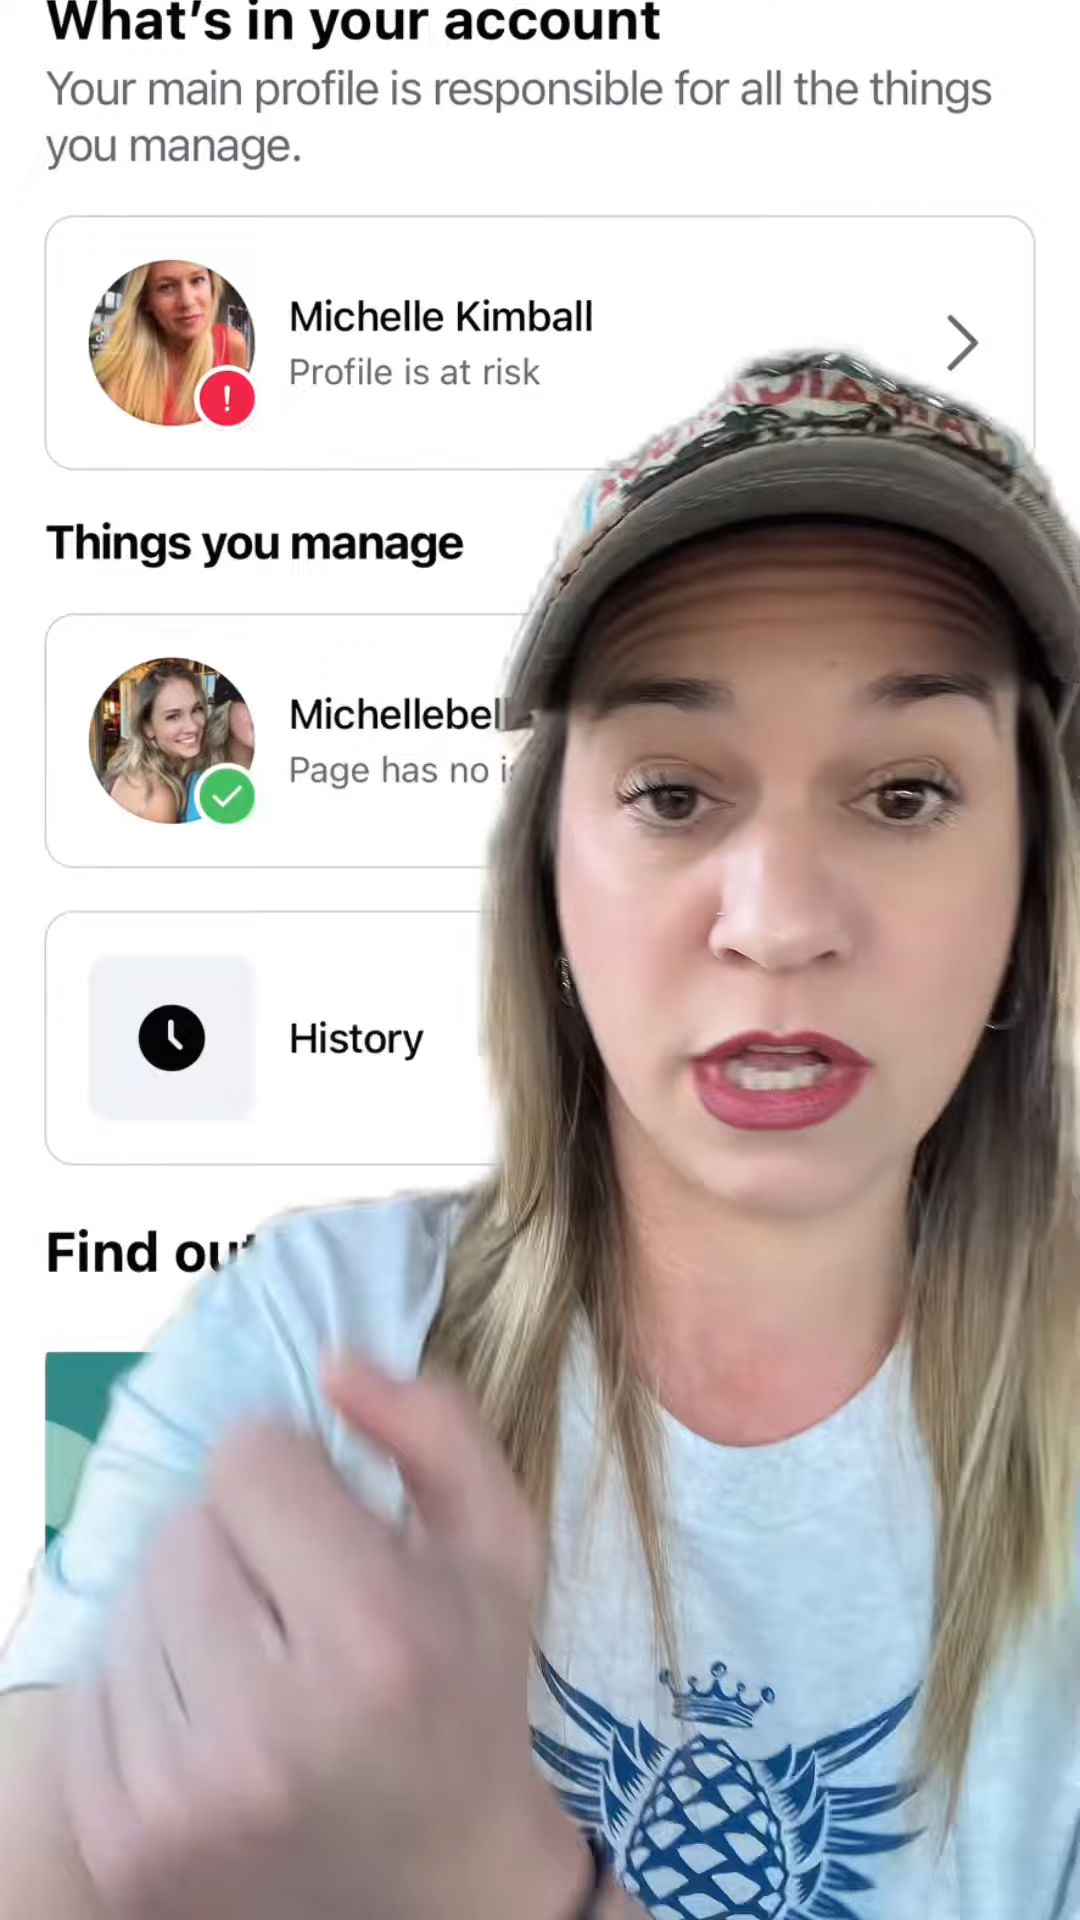 What's in your account
Your main profile is responsible for all the things
you manage.
Michelle Kimball
Profile is at risk
Things you manage
Michellebel
Page has no
History
Find